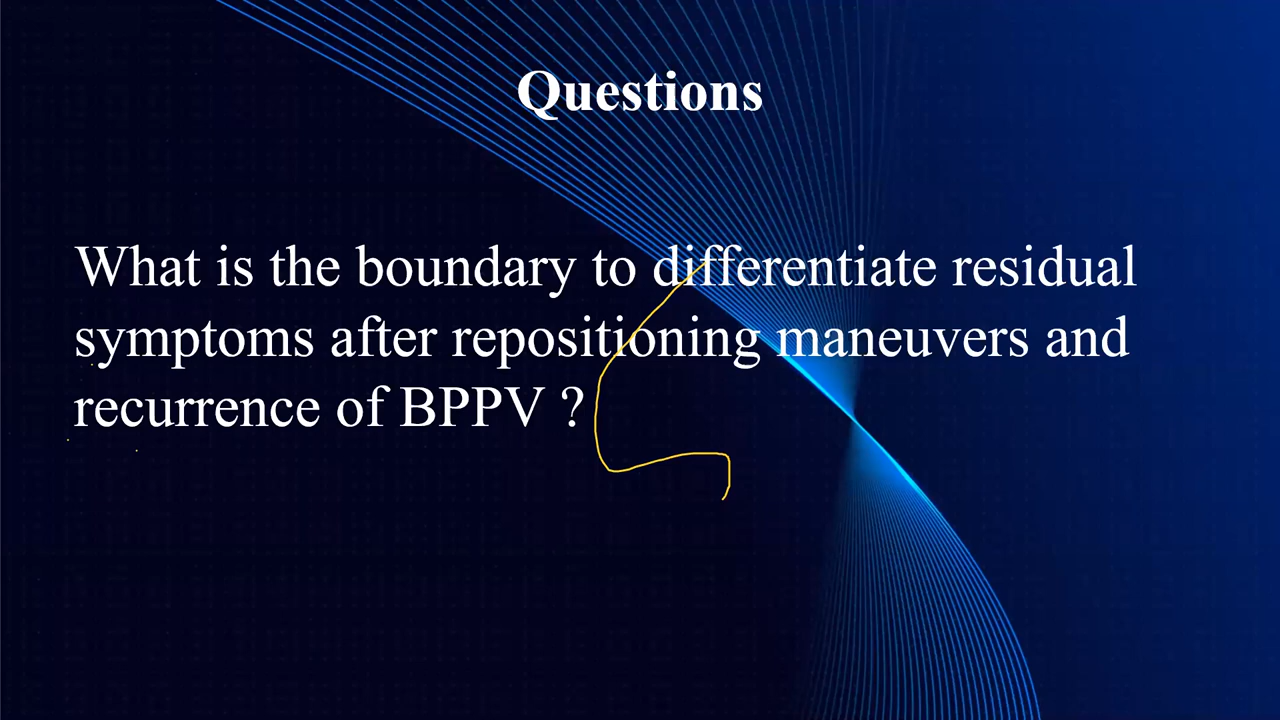 Questions
What is the boundary to differentiate residual
symptoms after repositioning maneuvers and
recurrence of BPPV ?